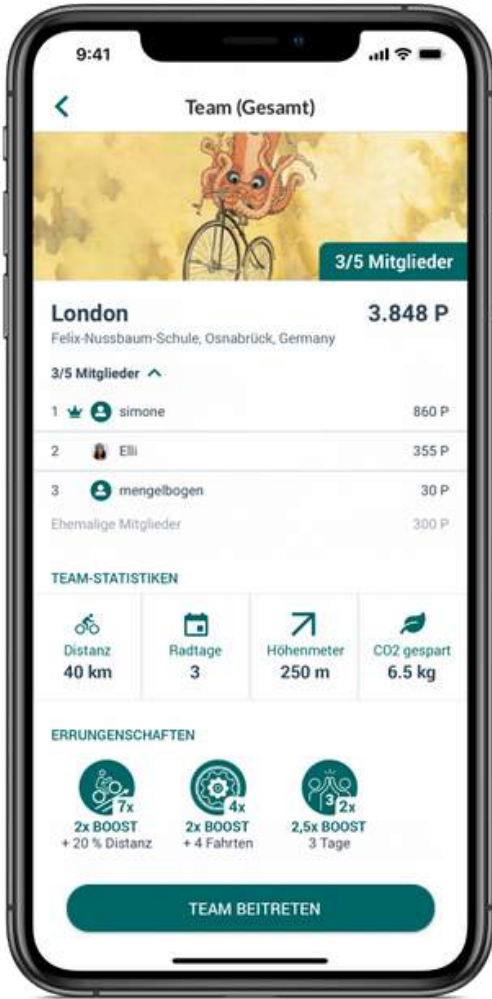 9:41
Team (Gesamt)
3/5 Mitglieder
London 3.848 P
Felix-Nussbaum-Schule, Osnabrück, Germany
3/5 Mitglieder
1 simone 860 P
2 Elli 355 P
3 mengelbogen 30 P
Ehemalige Mitglieder 300 P
TEAM-STATISTIKEN
Distanz Radtage Höhenmeter CO2 gespart
40 km 3 250 m 6.5 kg
ERRUNGENSCHAFTEN
7x 4x 3 2x
2x BOOST 2x BOOST 2,5x BOOST
+ 20 % Distanz + 4 Fahrten 3 Tage
TEAM BEITRETEN